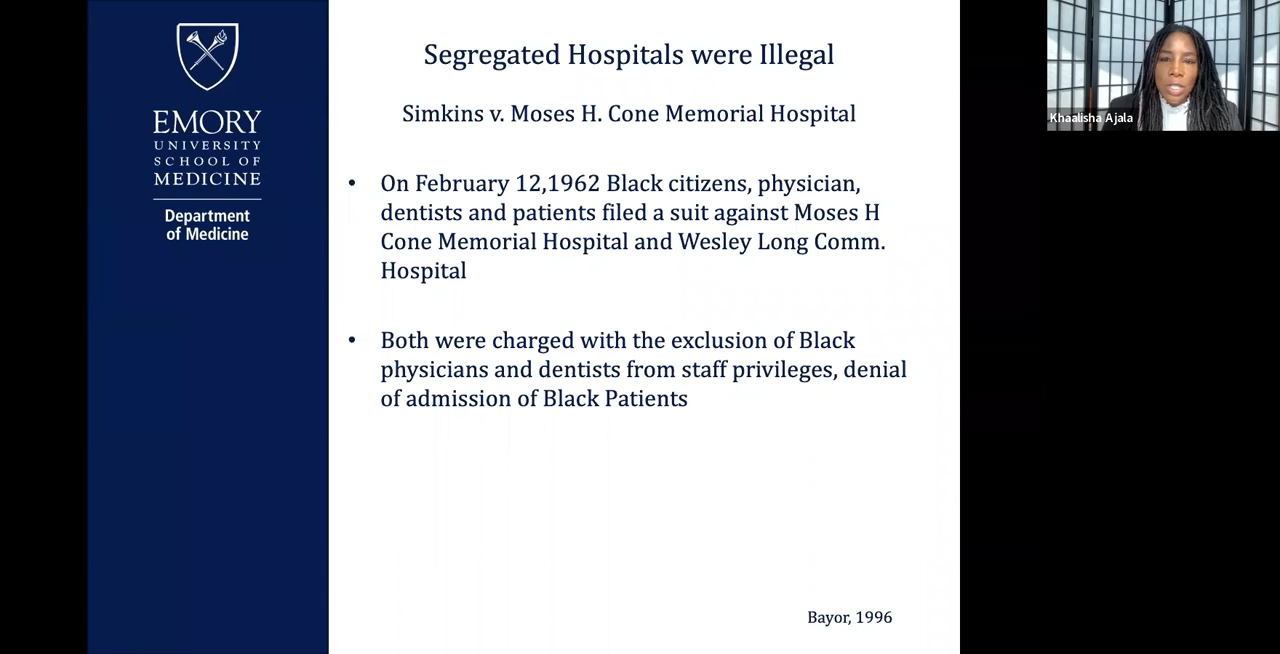 EMORY
UNIVERSITY
SCHOOL OF
MEDICINE
Department
of Medicine
Segregated Hospitals were Illegal
Simkins v. Moses H. Cone Memorial Hospital
• On February 12,1962 Black citizens, physician,
dentists and patients filed a suit against Moses H
Cone Memorial Hospital and Wesley Long Comm.
Hospital
• Both were charged with the exclusion of Black
physicians and dentists from staff privileges, denial
of admission of Black Patients
Bayor, 1996
Khaalisha Ajala